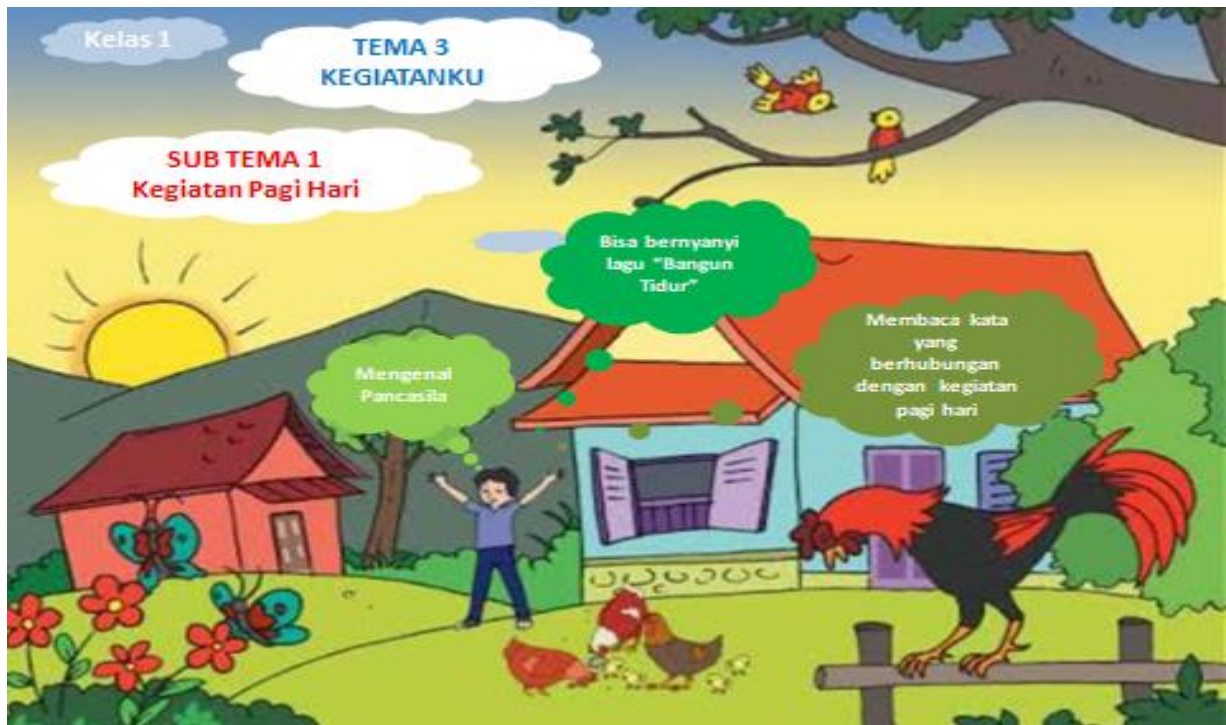 Kelas 1
TEMA 3
KEGIATANKU
SUB TEMA 1
Kegiatan Pagi Hari
Bisa bernyanyi
lagu "Bangun
Tidur"
Mengenal
Pancasila
Membaca kata
yang
berhubungan
dengan kegiatan
pagi hari